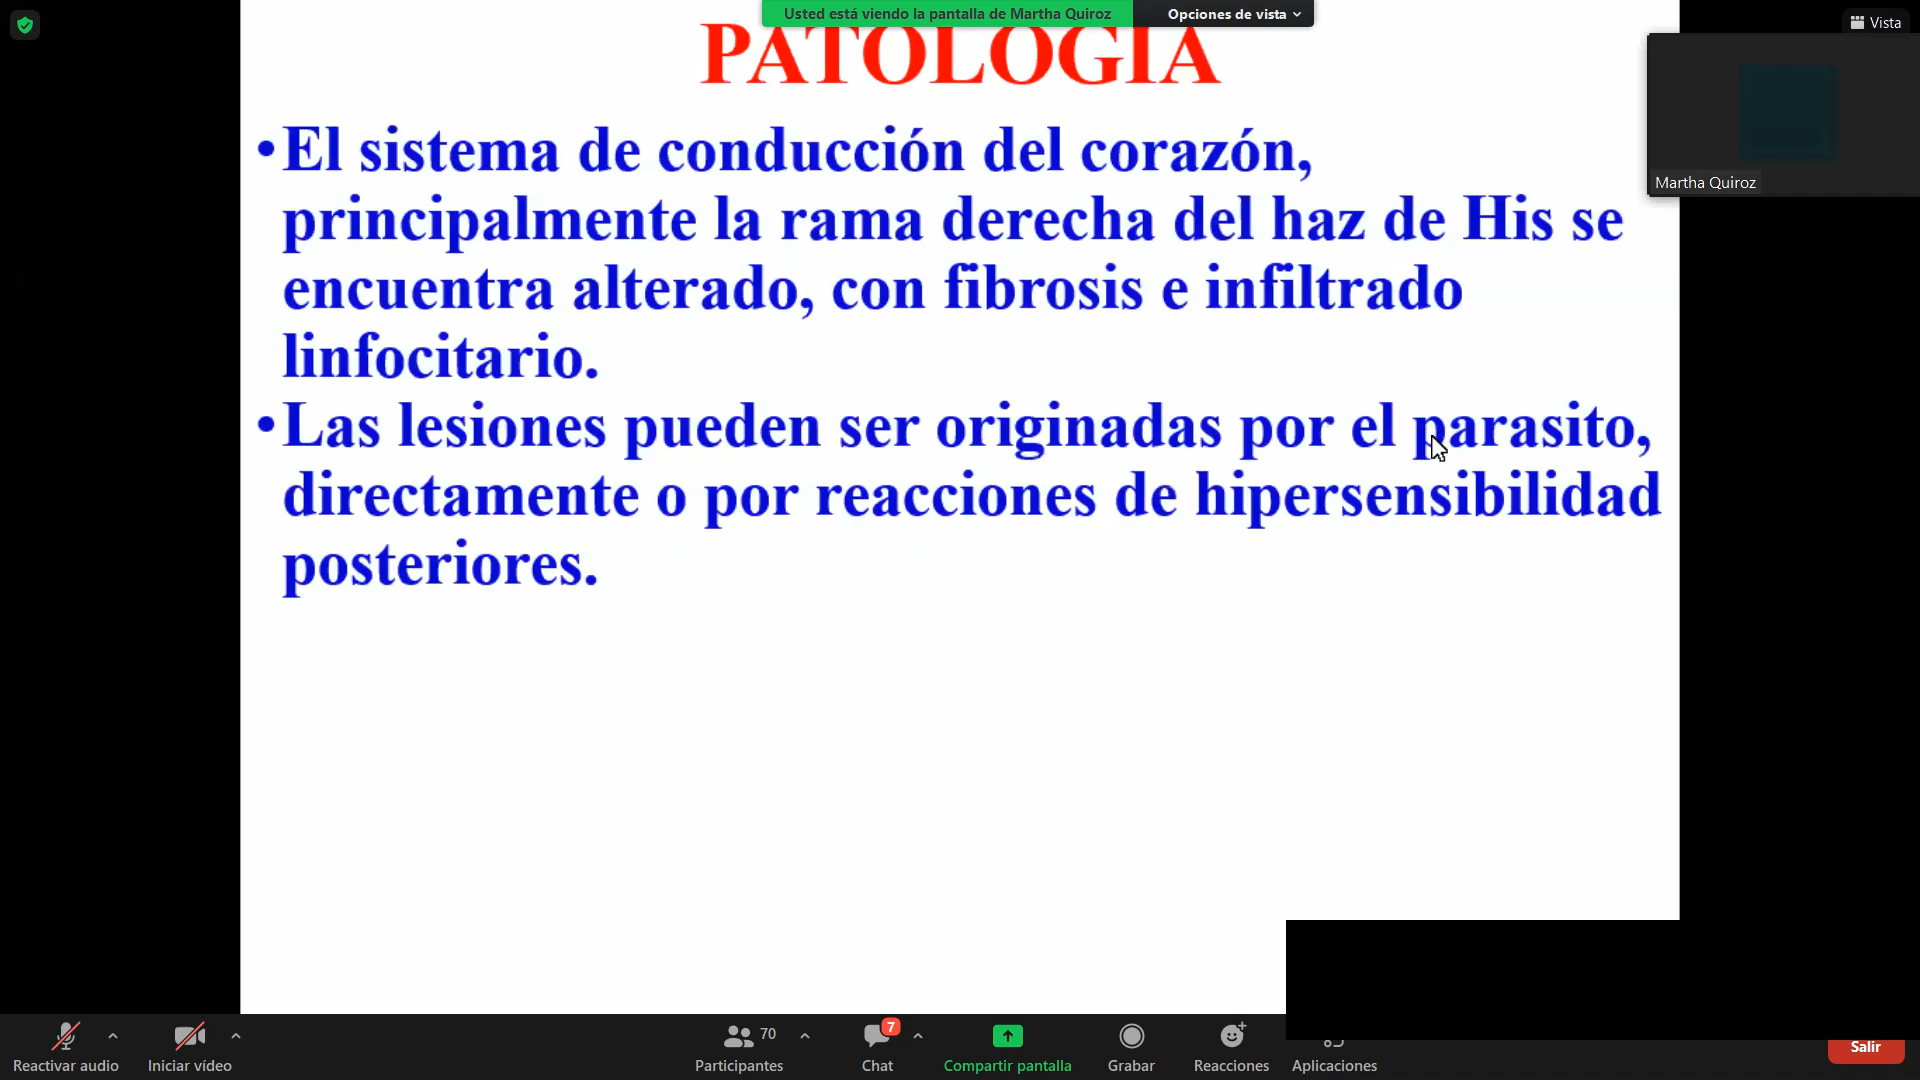 Usted está viendo la pantalla de Martha Quiroz
Opciones de vista
Vista
PATOLOGIA
Martha Quiroz
•El sistema de conducción del corazón,
principalmente la rama derecha del haz de His se
encuentra alterado, con fibrosis e infiltrado
linfocitario.
•Las lesiones pueden ser originadas por el parasito,
directamente o por reacciones de hipersensibilidad
posteriores.
70
7
Reactivar audio
Iniciar vídeo
Participantes
Chat
Compartir pantalla
Grabar
Reacciones
Aplicaciones
Salir